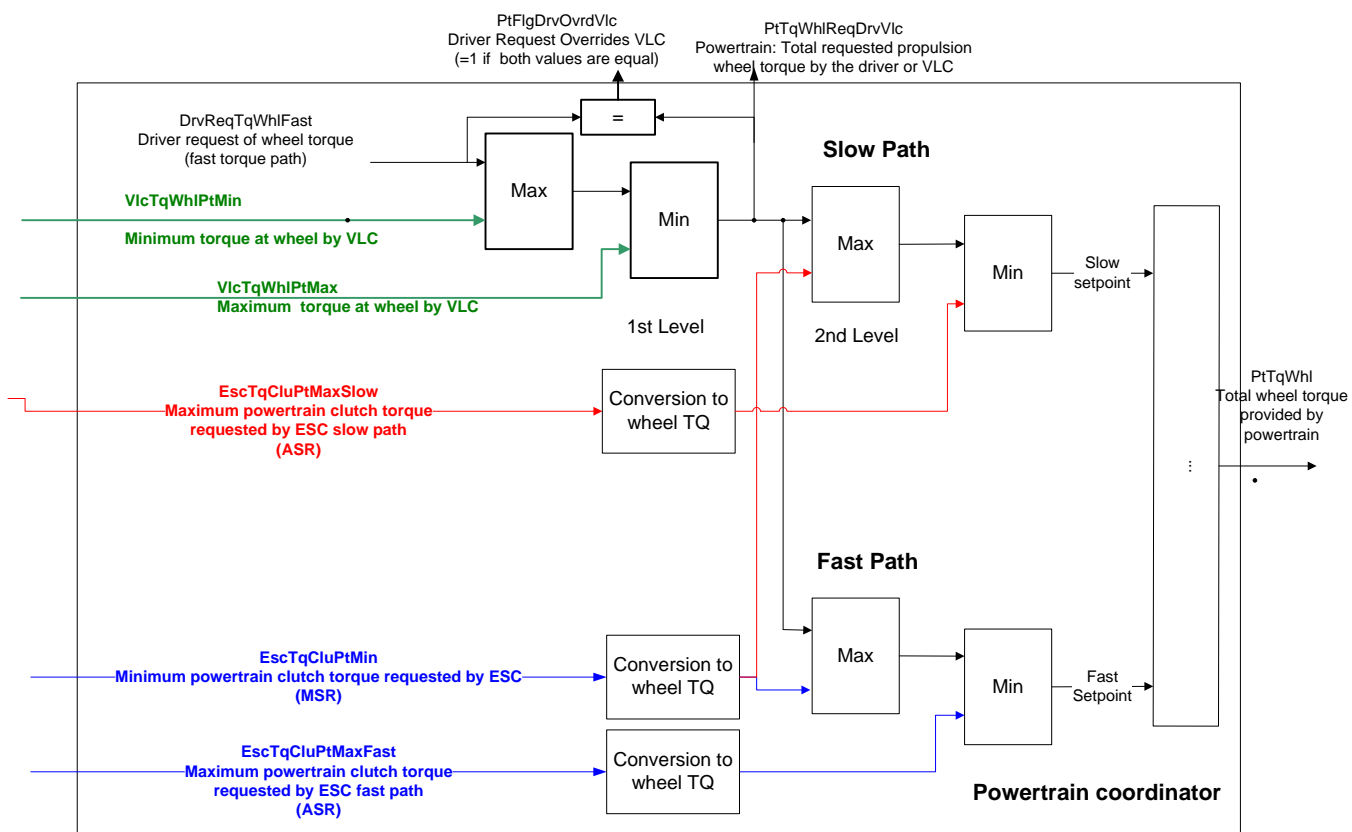 PtFlgDrvOvrdVlc
Driver Request Overrides VLC
(=1 if both values are equal)
PtTqWhlReqDrvVlc
Powertrain: Total requested propulsion
wheel torque by the driver or VLC
DrvReqTqWhlFast
Driver request of wheel torque
(fast torque path)
=
Max
Min
VlcTqWhlPtMin
Minimum torque at wheel by VLC
VlcTqWhlPtMax
Maximum torque at wheel by VLC
1st Level
Slow Path
Max
Min
2nd Level
Slow
setpoint
EscTqCluPtMaxSlow
Maximum powertrain clutch torque
requested by ESC slow path
(ASR)
Conversion to
wheel TQ
PtTqWhl
Total wheel torque
provided by
powertrain
...
Fast Path
Max
Min
Fast
Setpoint
EscTqCluPtMin
Minimum powertrain clutch torque requested by ESC
(MSR)
Conversion to
wheel TQ
EscTqCluPtMaxFast
Maximum powertrain clutch torque
requested by ESC fast path
(ASR)
Conversion to
wheel TQ
Powertrain coordinator